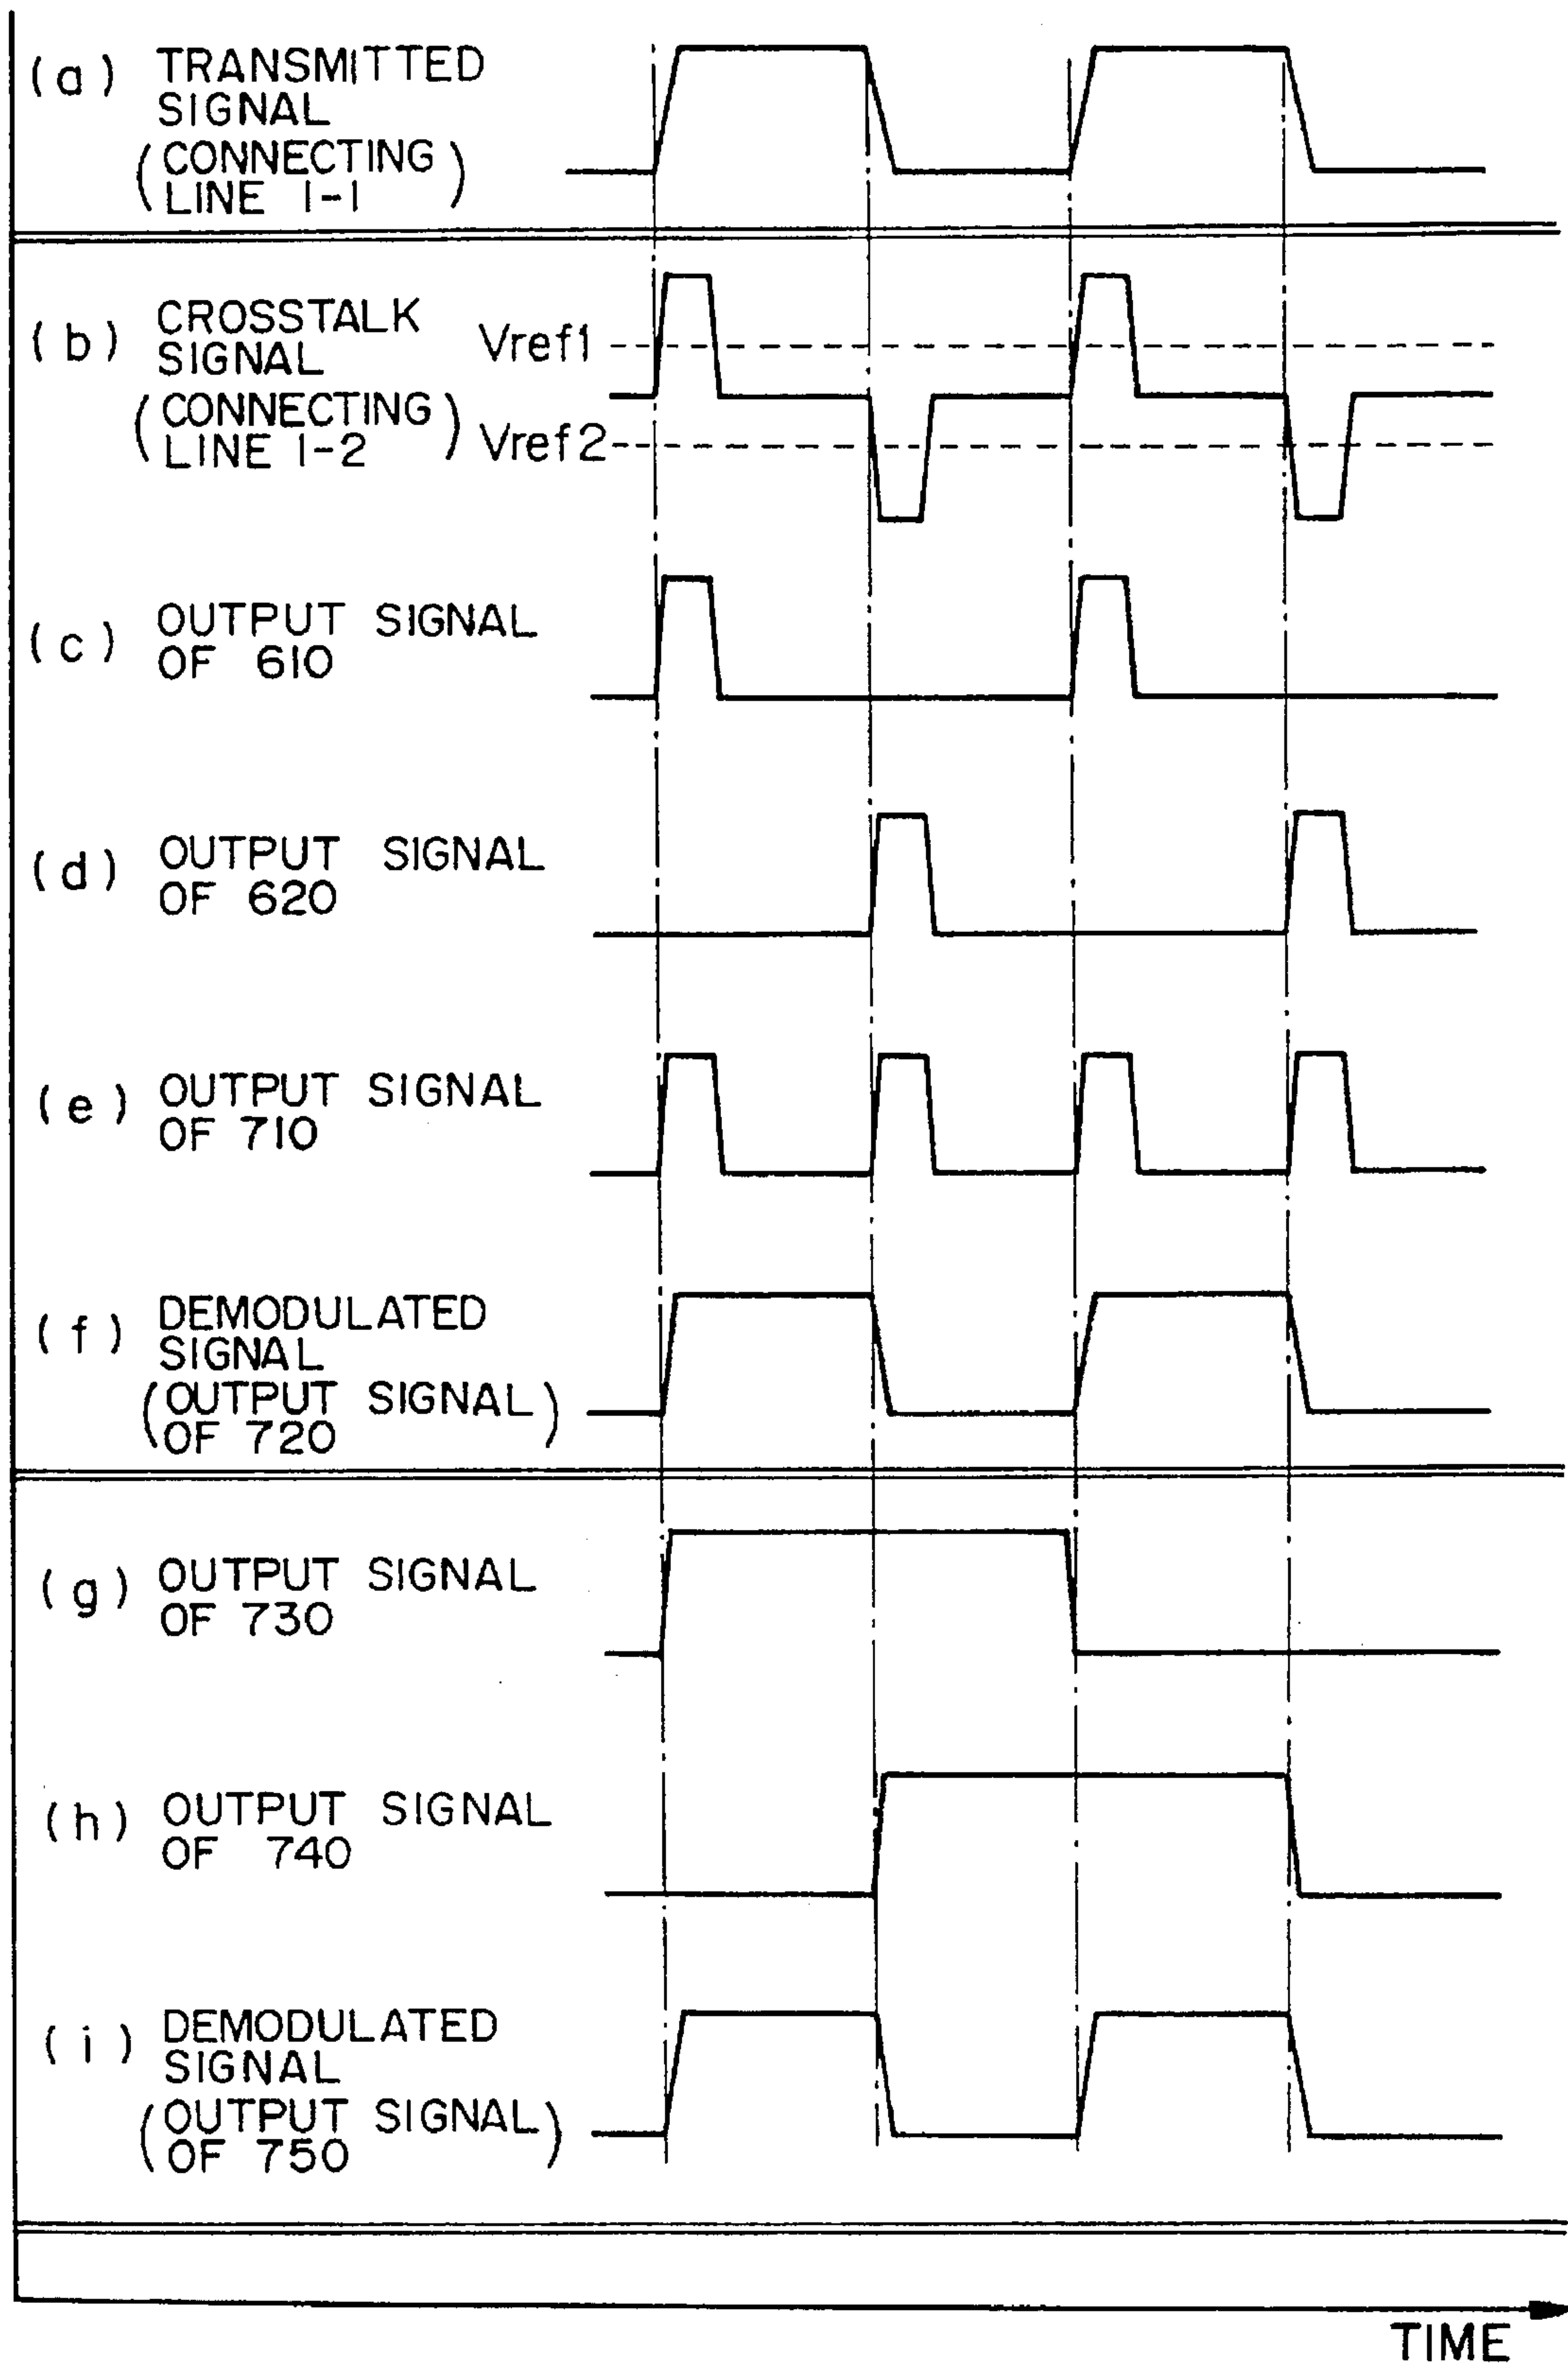 (a) TRANSMITTED
SIGNAL
(CONNECTING
LINE 1-1)
(b) CROSSTALK
SIGNAL
(CONNECTING
LINE 1-2)
Vref1
Vref2
(c) OUTPUT SIGNAL
OF 610
(d) OUTPUT SIGNAL
OF 620
(e) OUTPUT SIGNAL
OF 710
(f) DEMODULATED
SIGNAL
(OUTPUT SIGNAL
OF 720)
(g) OUTPUT SIGNAL
OF 730
(h) OUTPUT SIGNAL
OF 740
(i) DEMODULATED
SIGNAL
(OUTPUT SIGNAL
OF 750)
TIME